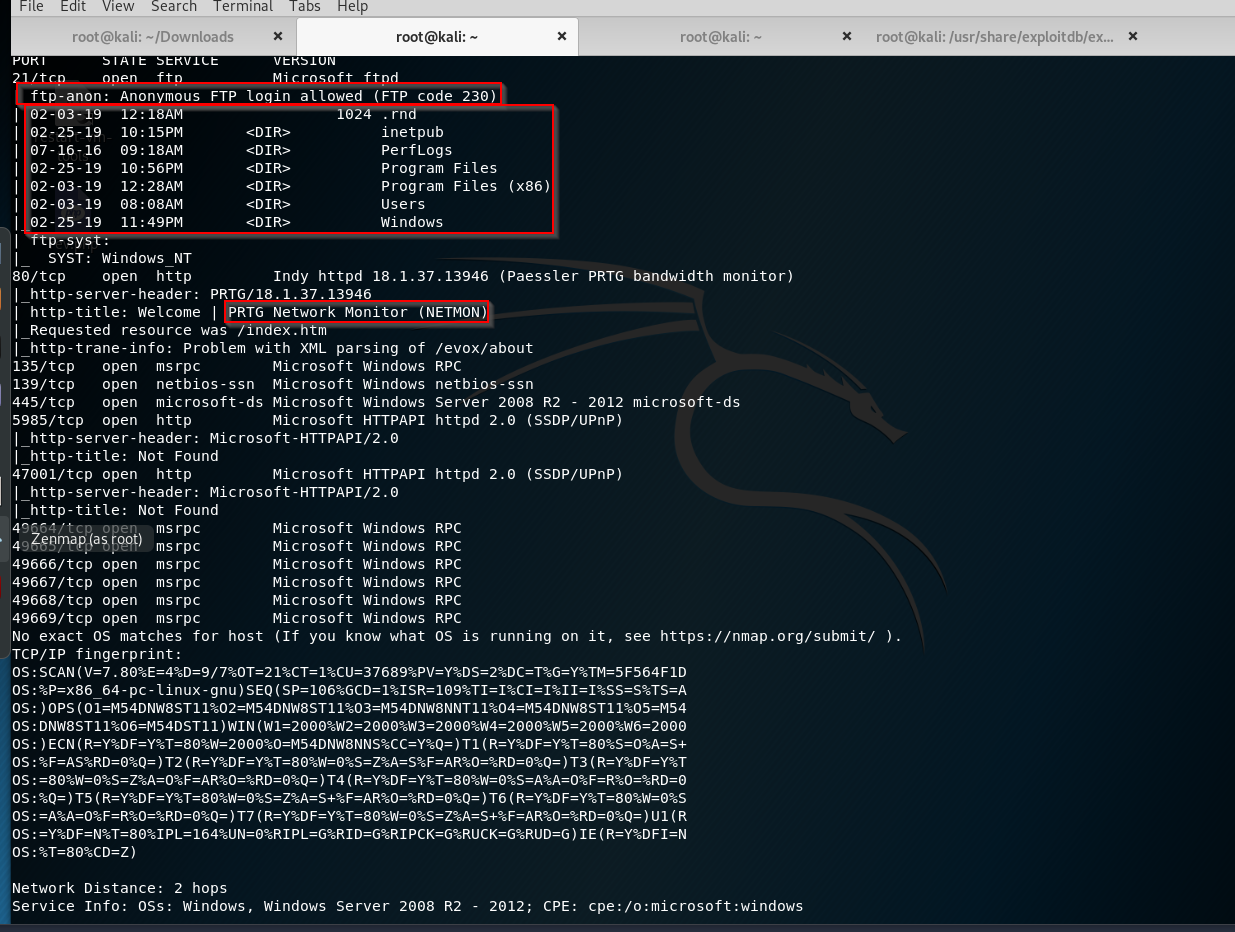 File Edit View Search Terminal Tabs Help
root@kali: ~/Downloads × root@kali: ~ × root@kali: ~ × root@kali: /usr/share/exploitdb/ex... ×
PORT STATE SERVICE VERSION
21/tcp open ftp Microsoft ftpd
ftp-anon: Anonymous FTP login allowed (FTP code 230)
| 02-03-19 12:18AM 1024 .rnd
| 02-25-19 10:15PM <DIR> inetpub
| 07-16-16 09:18AM <DIR> PerfLogs
| 02-25-19 10:56PM <DIR> Program Files
| 02-03-19 12:28AM <DIR> Program Files (x86)
| 02-03-19 08:08AM <DIR> Users
|_02-25-19 11:49PM <DIR> Windows
| ftp-syst:
|_ SYST: Windows_NT
80/tcp open http Indy httpd 18.1.37.13946 (Paessler PRTG bandwidth monitor)
|_http-server-header: PRTG/18.1.37.13946
| http-title: Welcome | PRTG Network Monitor (NETMON)
|_Requested resource was /index.htm
|_http-trane-info: Problem with XML parsing of /evox/about
135/tcp open msrpc Microsoft Windows RPC
139/tcp open netbios-ssn Microsoft Windows netbios-ssn
445/tcp open microsoft-ds Microsoft Windows Server 2008 R2 - 2012 microsoft-ds
5985/tcp open http Microsoft HTTPAPI httpd 2.0 (SSDP/UPnP)
|_http-server-header: Microsoft-HTTPAPI/2.0
|_http-title: Not Found
47001/tcp open http Microsoft HTTPAPI httpd 2.0 (SSDP/UPnP)
|_http-server-header: Microsoft-HTTPAPI/2.0
|_http-title: Not Found
49664/tcp open msrpc Microsoft Windows RPC
Zenmap (as root)
49665/tcp open msrpc Microsoft Windows RPC
49666/tcp open msrpc Microsoft Windows RPC
49667/tcp open msrpc Microsoft Windows RPC
49668/tcp open msrpc Microsoft Windows RPC
49669/tcp open msrpc Microsoft Windows RPC
No exact OS matches for host (If you know what OS is running on it, see https://nmap.org/submit/ ).
TCP/IP fingerprint:
OS:SCAN(V=7.80%E=4%D=9/7%OT=21%CT=1%CU=37689%PV=Y%DS=2%DC=T%G=Y%TM=5F564F1D
OS:%P=x86_64-pc-linux-gnu)SEQ(SP=106%GCD=1%ISR=109%TI=I%CI=I%II=I%SS=S%TS=A
OS:)OPS(O1=M54DNW8ST11%O2=M54DNW8ST11%O3=M54DNW8NNT11%O4=M54DNW8ST11%O5=M54
OS:DNW8ST11%O6=M54DST11)WIN(W1=2000%W2=2000%W3=2000%W4=2000%W5=2000%W6=2000
OS:)ECN(R=Y%DF=Y%T=80%W=2000%O=M54DNW8NNS%CC=Y%Q=)T1(R=Y%DF=Y%T=80%S=O%A=S+
OS:%F=AS%RD=0%Q=)T2(R=Y%DF=Y%T=80%W=0%S=Z%A=S%F=AR%O=%RD=0%Q=)T3(R=Y%DF=Y%T
OS:=80%W=0%S=Z%A=O%F=AR%O=%RD=0%Q=)T4(R=Y%DF=Y%T=80%W=0%S=A%A=O%F=R%O=%RD=0
OS:%Q=)T5(R=Y%DF=Y%T=80%W=0%S=Z%A=S+%F=AR%O=%RD=0%Q=)T6(R=Y%DF=Y%T=80%W=0%S
OS:=A%A=O%F=R%O=%RD=0%Q=)T7(R=Y%DF=Y%T=80%W=0%S=Z%A=S+%F=AR%O=%RD=0%Q=)U1(R
OS:=Y%DF=N%T=80%IPL=164%UN=0%RIPL=G%RID=G%RIPCK=G%RUCK=G%RUD=G)IE(R=Y%DFI=N
OS:%T=80%CD=Z)
Network Distance: 2 hops
Service Info: OSs: Windows, Windows Server 2008 R2 - 2012; CPE: cpe:/o:microsoft:windows